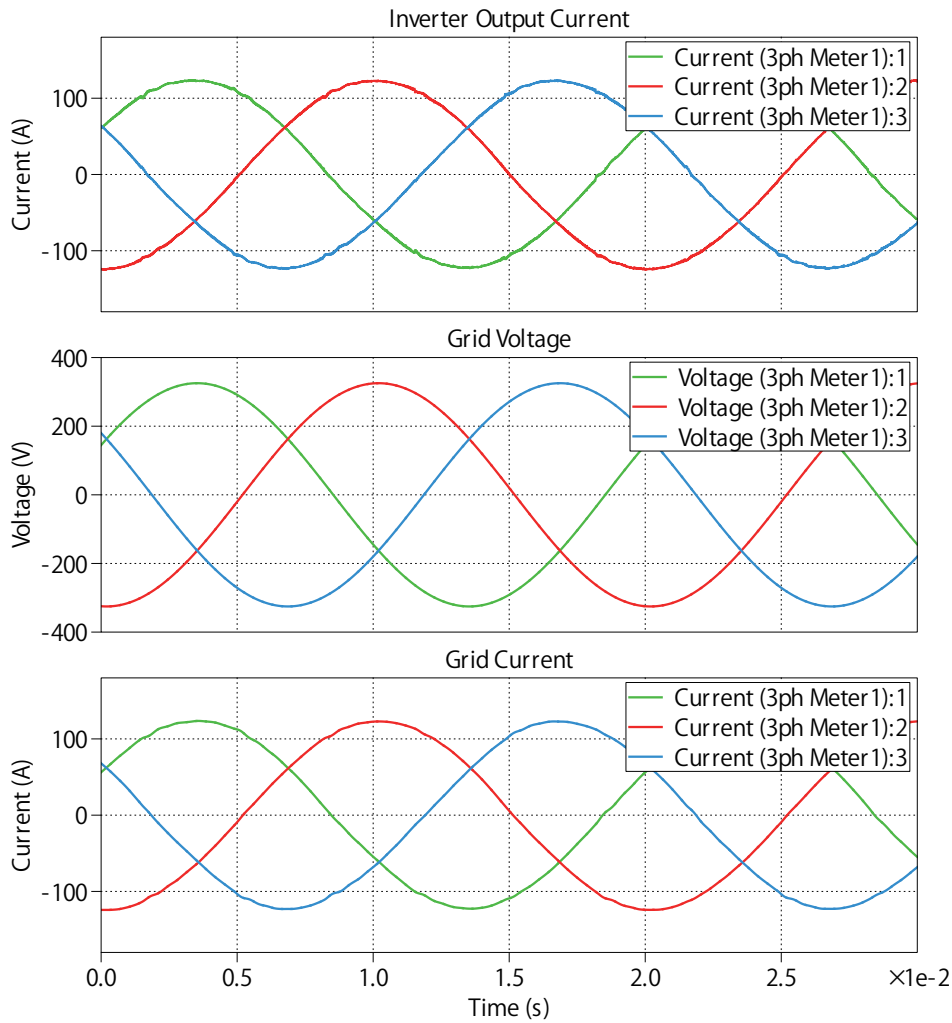 Inverter Output Current
Current (A)
100
0
-100
Current (3ph Meter1):1
Current (3ph Meter1):2
Current (3ph Meter1):3
Grid Voltage
Voltage (V)
400
200
0
-200
-400
Voltage (3ph Meter1):1
Voltage (3ph Meter1):2
Voltage (3ph Meter1):3
Grid Current
Current (A)
100
0
-100
Current (3ph Meter1):1
Current (3ph Meter1):2
Current (3ph Meter1):3
0.0 0.5 1.0 1.5 2.0 2.5 ×1e-2
Time (s)